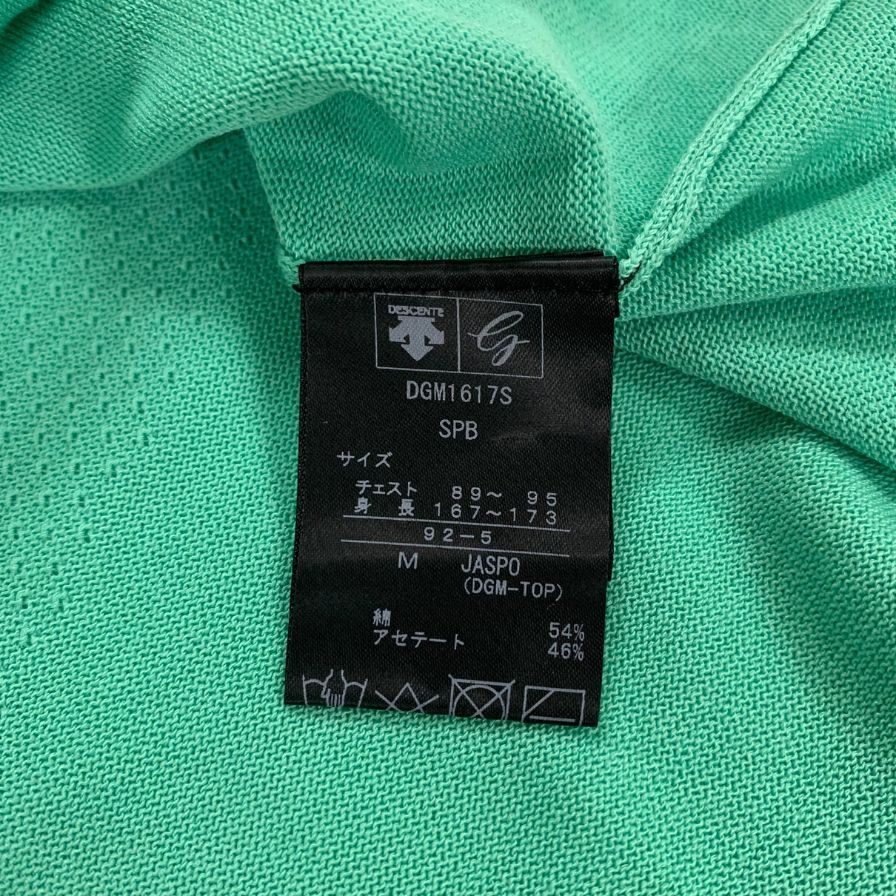 DESCENTE
DGM1617S
SPB
サイズ
チェスト 89〜 95
身 長 167〜173
92-5
M JASPO
(DGM-TOP)
綿 54%
アセテート 46%